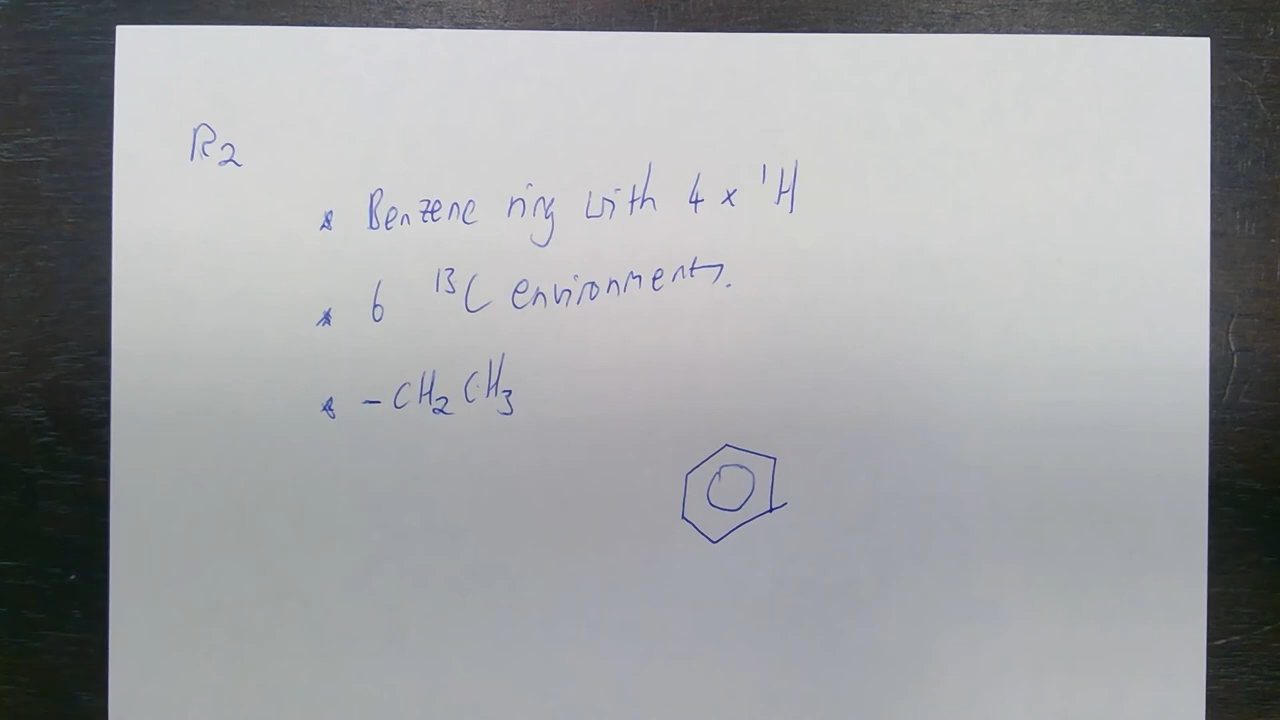 R₂
* Benzene ring with 4 x ¹H
* 6 ¹³C environments.
* - CH₂CH₃